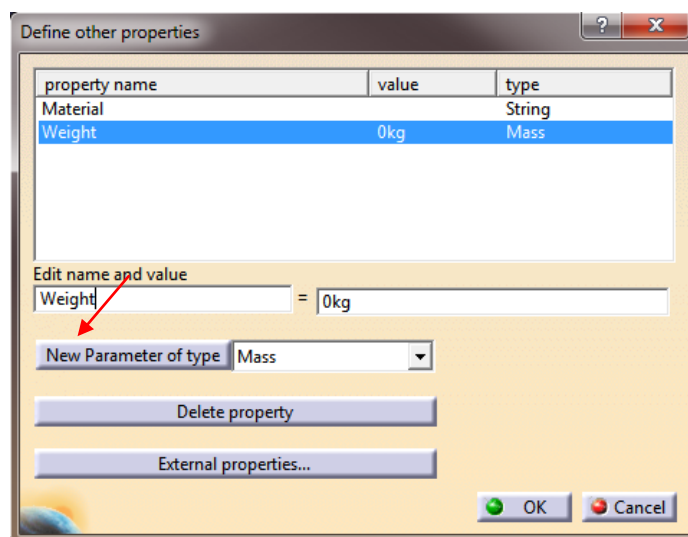 Define other properties
?
X
property name value type
Material String
Weight 0kg Mass
Edit name and value
Weight = 0kg
New Parameter of type Mass
Delete property
External properties...
OK Cancel